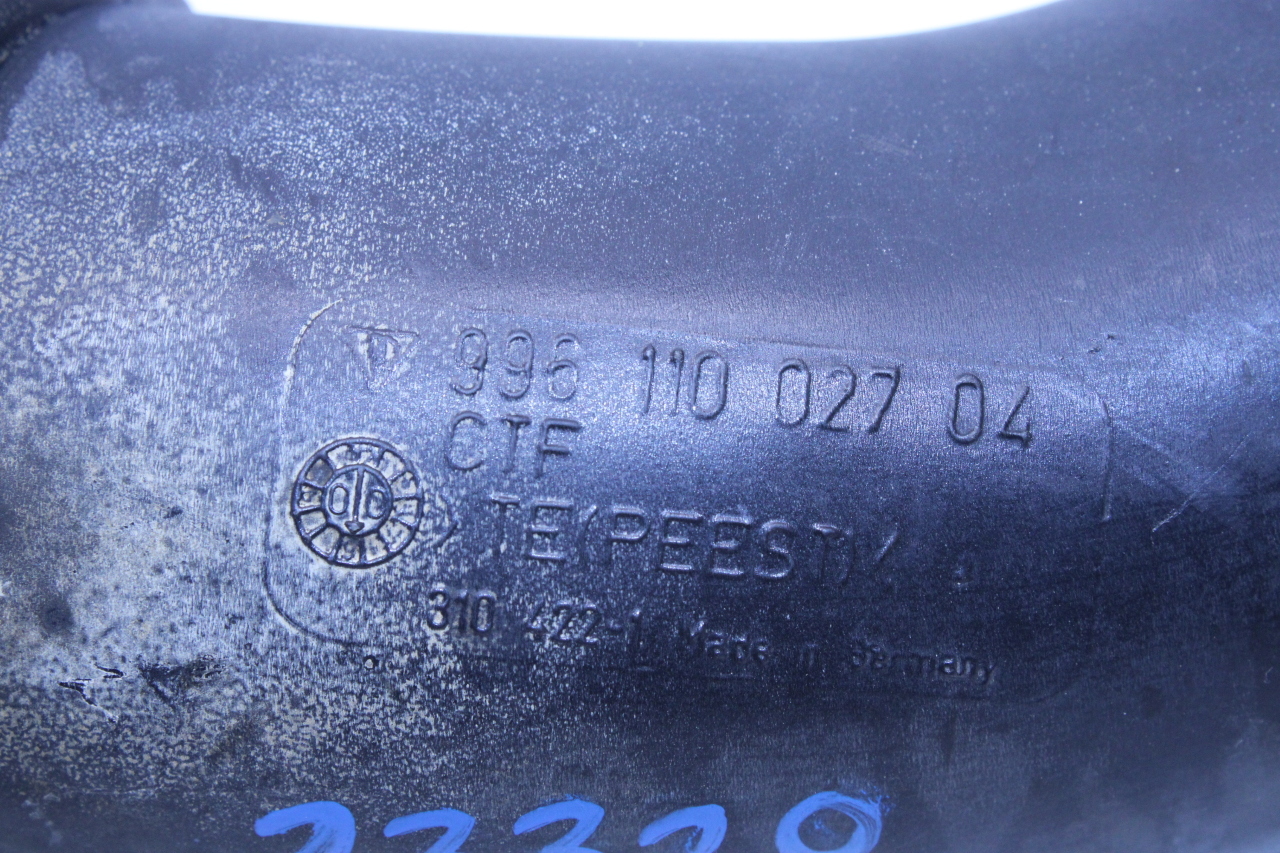 996 110 027 04
CTF
TE(PEEST)
310 422-1 Made in Germany